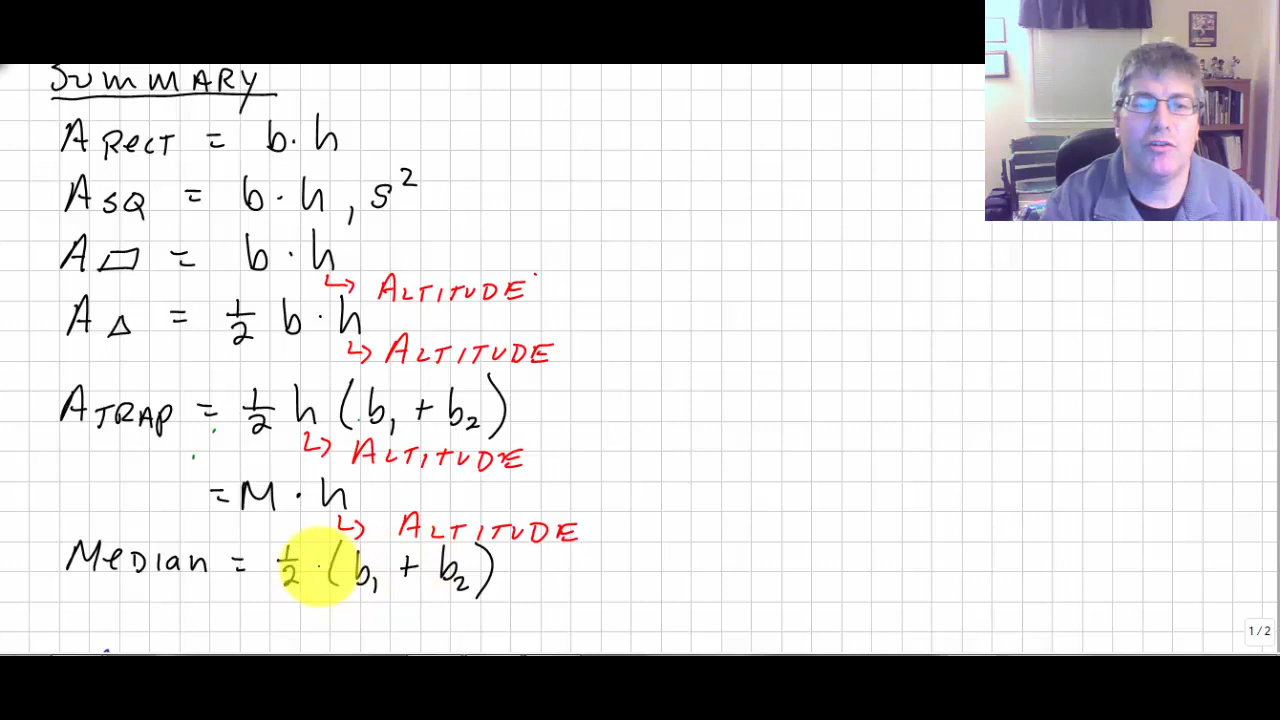 SUMMARY
A RECT = b·h
A SQ = b·h, s²
A▱ = b·h
↳ ALTITUDE
A△ = ½ b·h
↳ ALTITUDE
A TRAP = ½ h (b₁ + b₂)
↳ ALTITUDE
= M·h
↳ ALTITUDE
MeDIan = ½·(b₁ + b₂)
1/2